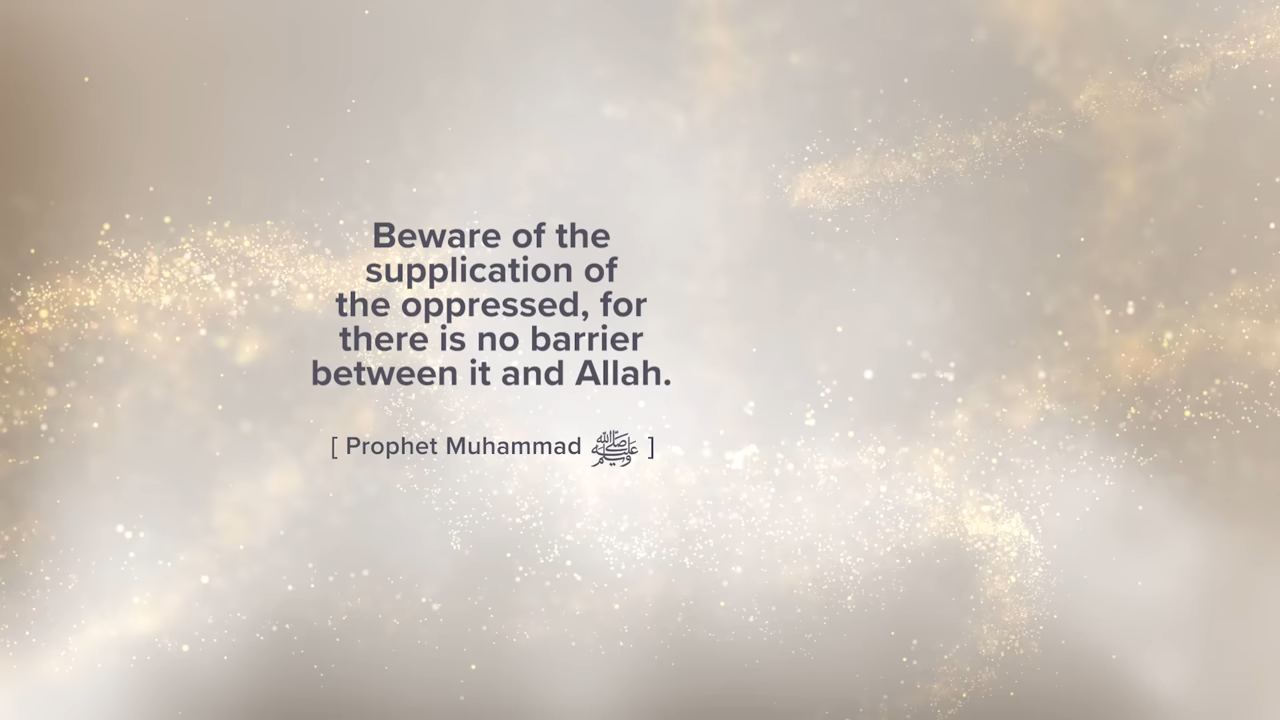 Beware of the
supplication of
the oppressed, for
there is no barrier
between it and Allah.
[ Prophet Muhammad ﷺ ]